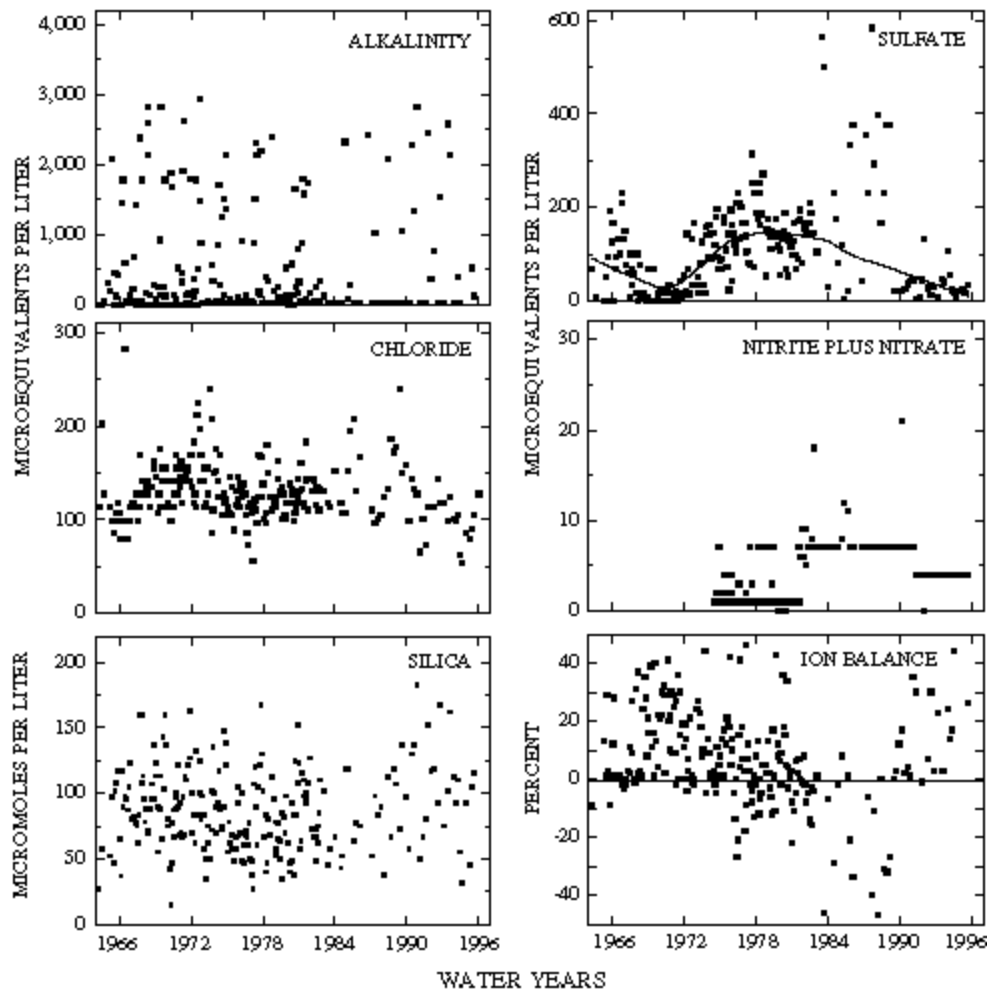 4,000
3,000
2,000
1,000
0
ALKALINITY
MICROEQUIVALENTS PER LITER
600
400
200
0
SULFATE
MICROEQUIVALENTS PER LITER
300
200
100
0
CHLORIDE
30
20
10
0
NITRITE PLUS NITRATE
200
150
100
50
0
SILICA
MICROMOLES PER LITER
1966 1972 1978 1984 1990 1996
40
20
0
-20
-40
ION BALANCE
PERCENT
1966 1972 1978 1984 1990 1996
WATER YEARS